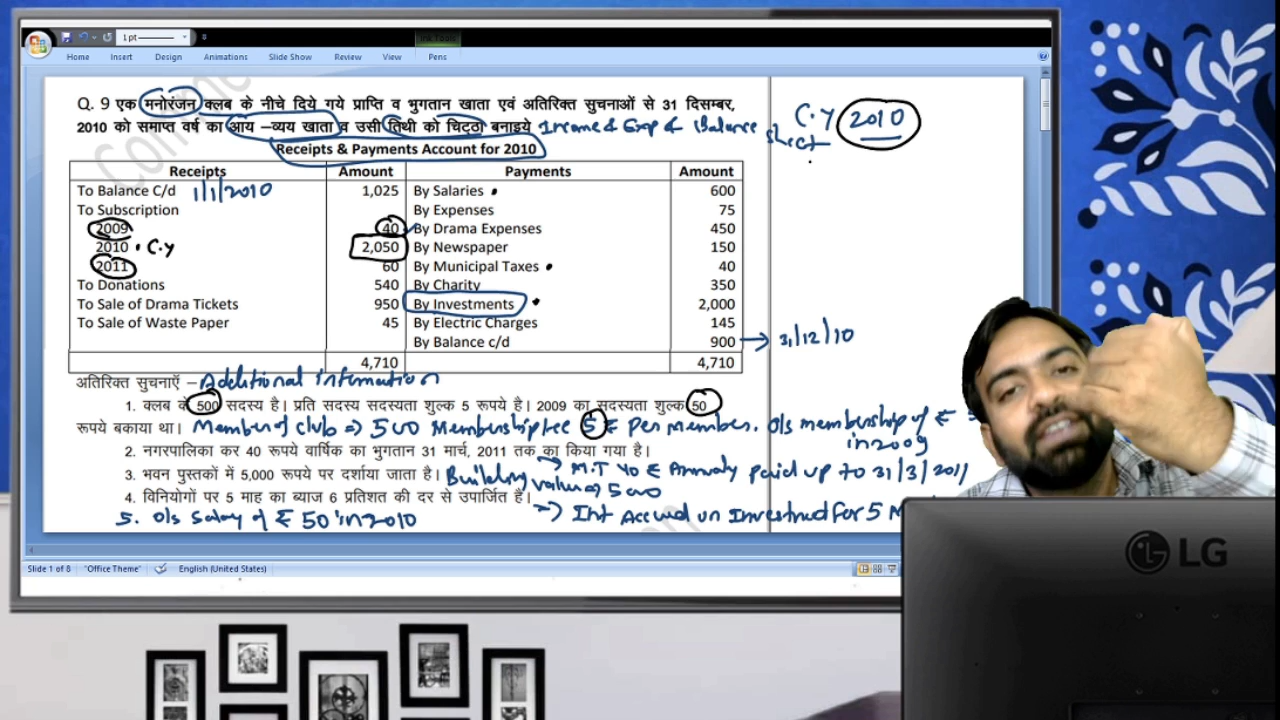 1 pt
Home Insert Design Animations Slide Show Review View Pens
Q. 9 एक मनोरंजन क्लब के नीचे दिये गये प्राप्ति व भुगतान खाता एवं अतिरिक्त सुचनाओं से 31 दिसम्बर,
2010 को समाप्त वर्ष का आय –व्यय खाता व उसी तिथी को चिटठा बनाइये Income & Exp & Balance
Sheet
C.Y 2010
Receipts & Payments Account for 2010
Receipts Amount Payments Amount
To Balance C/d 1/1/2010 1,025 By Salaries 600
To Subscription By Expenses 75
2009 40 By Drama Expenses 450
2010 C.Y 2,050 By Newspaper 150
2011 60 By Municipal Taxes 40
To Donations 540 By Charity 350
To Sale of Drama Tickets 950 By Investments 2,000
To Sale of Waste Paper 45 By Electric Charges 145
By Balance c/d 900 → 31/12/10
4,710 4,710
अतिरिक्त सुचनाऍ – Additional information
1. क्लब के 500 सदस्य है। प्रति सदस्य सदस्यता शुल्क 5 रूपये है। 2009 का सदस्यता शुल्क 50
रूपये बकाया था। Member of club ⇒ 500 Membership fee 5 ₹ Per Member. O/s membership of ₹
in 2009
2. नगरपालिका कर 40 रूपये वार्षिक का भुगतान 31 मार्च, 2011 तक का किया गया है।
→ M.T 40 ₹ Annualy paid up to 31/3/2011
3. भवन पुस्तकों में 5,000 रूपये पर दर्शाया जाता है। Building
value ⇒ 5000
4. विनियोगों पर 5 माह का ब्याज 6 प्रतिशत की दर से उपार्जित है।
⇒ Int Accrued on Investment for 5
5. O/s Salary of ₹ 50 in 2010
Slide 1 of 8 "Office Theme" English (United States)
LG